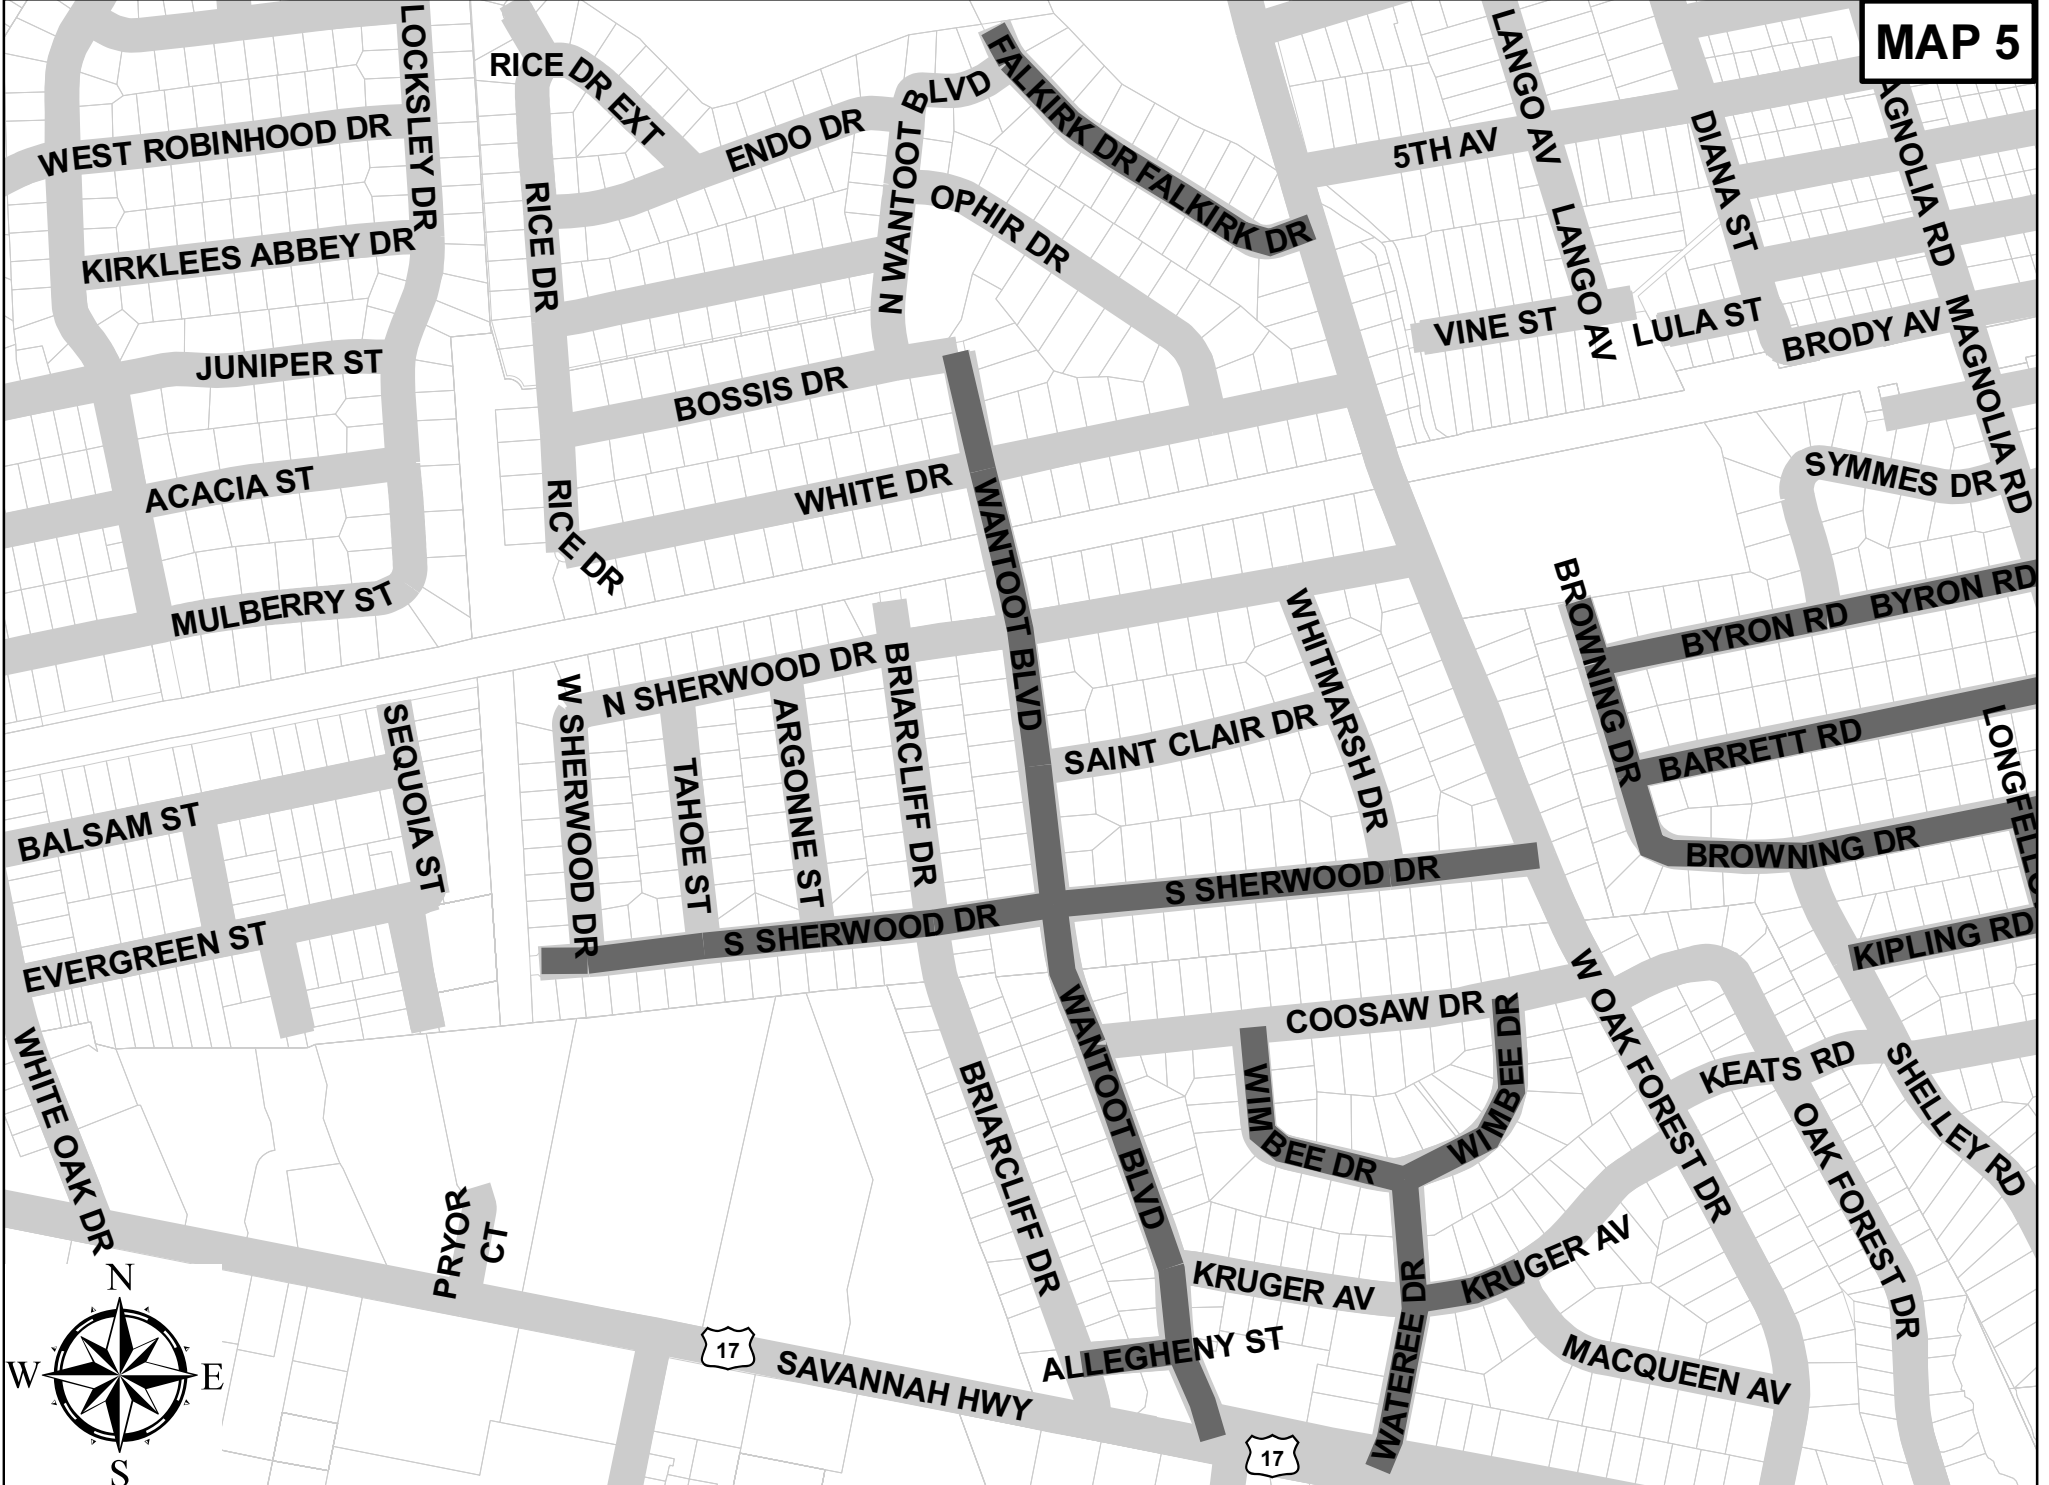 MAP 5
LOCKSLEY DR
RICE DR EXT
WEST ROBINHOOD DR
KIRKLEES ABBEY DR
JUNIPER ST
ACACIA ST
MULBERRY ST
RICE DR
RICE DR
RICE DR
ENDO DR
N WANTOOT BLVD
FALKIRK DR
FALKIRK DR
OPHIR DR
BOSSIS DR
WHITE DR
LANGO AV
LANGO AV
5TH AV
DIANA ST
AGNOLIA RD
MAGNOLIA RD
VINE ST
LULA ST
BRODY AV
SYMMES DR
WANTOOT BLVD
N SHERWOOD DR
W SHERWOOD DR
TAHOE ST
ARGONNE ST
BRIARCLIFF DR
WHITMARSH DR
SAINT CLAIR DR
BROWNING DR
BYRON RD
BYRON RD
BARRETT RD
BROWNING DR
LONGFELLO
KIPLING RD
SEQUOIA ST
BALSAM ST
EVERGREEN ST
S SHERWOOD DR
S SHERWOOD DR
WHITE OAK DR
WANTOOT BLVD
BRIARCLIFF DR
COOSAW DR
WIMBEE DR
WIMBEE DR
W OAK FOREST DR
KEATS RD
SHELLEY RD
OAK FOREST DR
PRYOR
CT
KRUGER AV
KRUGER AV
WATEREE DR
MACQUEEN AV
ALLEGHENY ST
SAVANNAH HWY
17
17
N
W
E
S